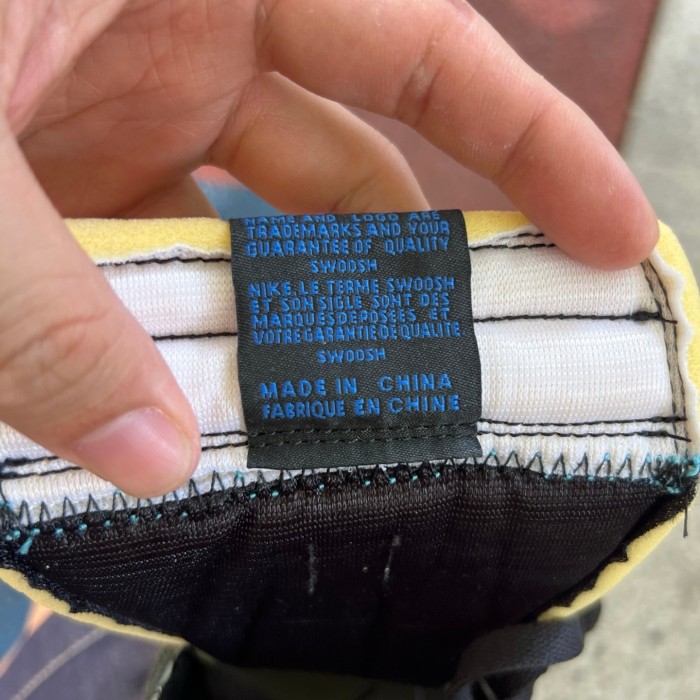 NAME AND LOGO ARE
TRADEMARKS AND YOUR
GUARANTEE OF QUALITY
SWOOSH
NIKE, LE TERME SWOOSH
ET SON SIGLE SONT DES
MARQUES DEPOSEES ET
VOTRE GARANTIE DE QUALITE
SWOOSH
MADE IN CHINA
FABRIQUE EN CHINE